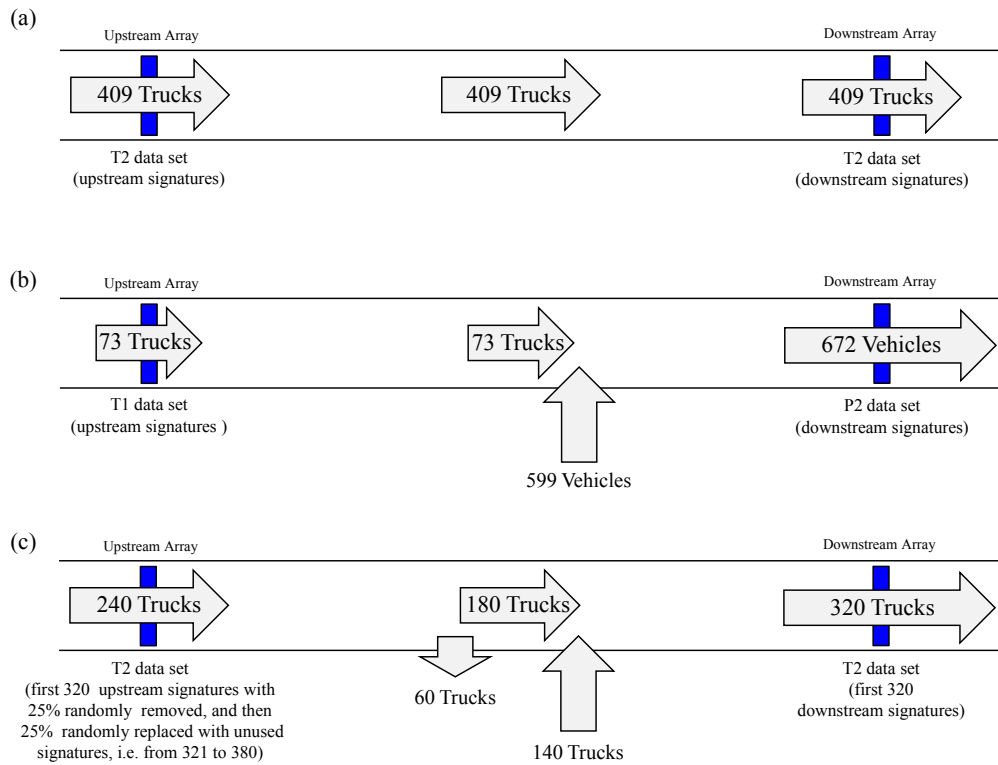 (a)
Upstream Array
Downstream Array
409 Trucks
409 Trucks
409 Trucks
T2 data set
(upstream signatures)
T2 data set
(downstream signatures)
(b)
Upstream Array
Downstream Array
73 Trucks
73 Trucks
672 Vehicles
T1 data set
(upstream signatures )
P2 data set
(downstream signatures)
599 Vehicles
(c)
Upstream Array
Downstream Array
240 Trucks
180 Trucks
320 Trucks
T2 data set
(first 320 upstream signatures with
25% randomly removed, and then
25% randomly replaced with unused
signatures, i.e. from 321 to 380)
60 Trucks
140 Trucks
T2 data set
(first 320
downstream signatures)